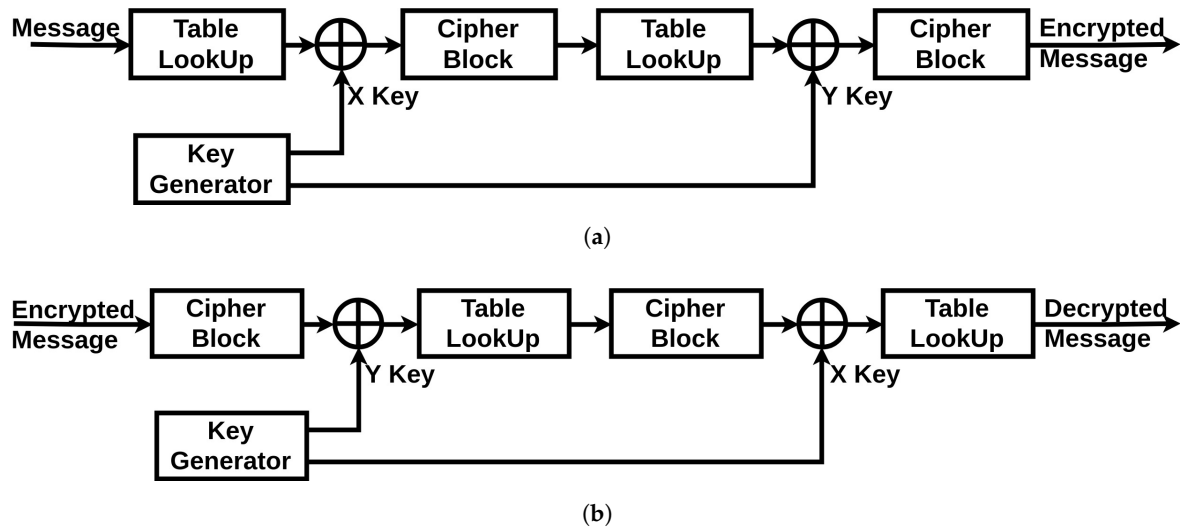 Message
Table
LookUp
Cipher
Block
Table
LookUp
Cipher
Block
Encrypted
Message
X Key
Y Key
Key
Generator
(a)
Encrypted
Message
Cipher
Block
Table
LookUp
Cipher
Block
Table
LookUp
Decrypted
Message
Y Key
X Key
Key
Generator
(b)